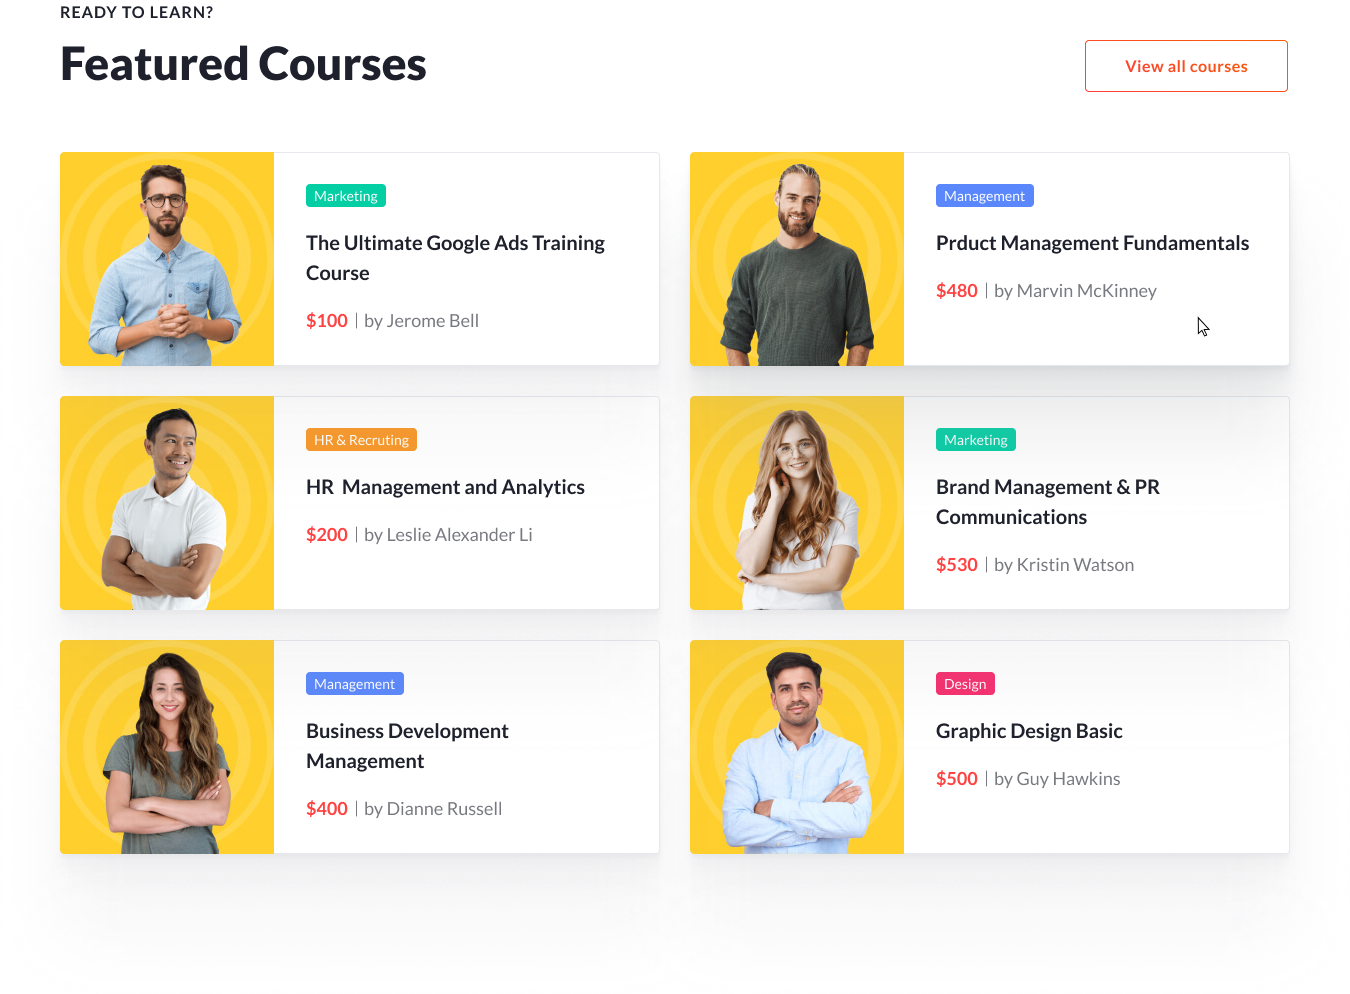 READY TO LEARN?
Featured Courses
View all courses
Marketing
The Ultimate Google Ads Training
Course
$100 | by Jerome Bell
Management
Prduct Management Fundamentals
$480 | by Marvin McKinney
HR & Recruting
HR  Management and Analytics
$200 | by Leslie Alexander Li
Marketing
Brand Management & PR
Communications
$530 | by Kristin Watson
Management
Business Development
Management
$400 | by Dianne Russell
Design
Graphic Design Basic
$500 | by Guy Hawkins